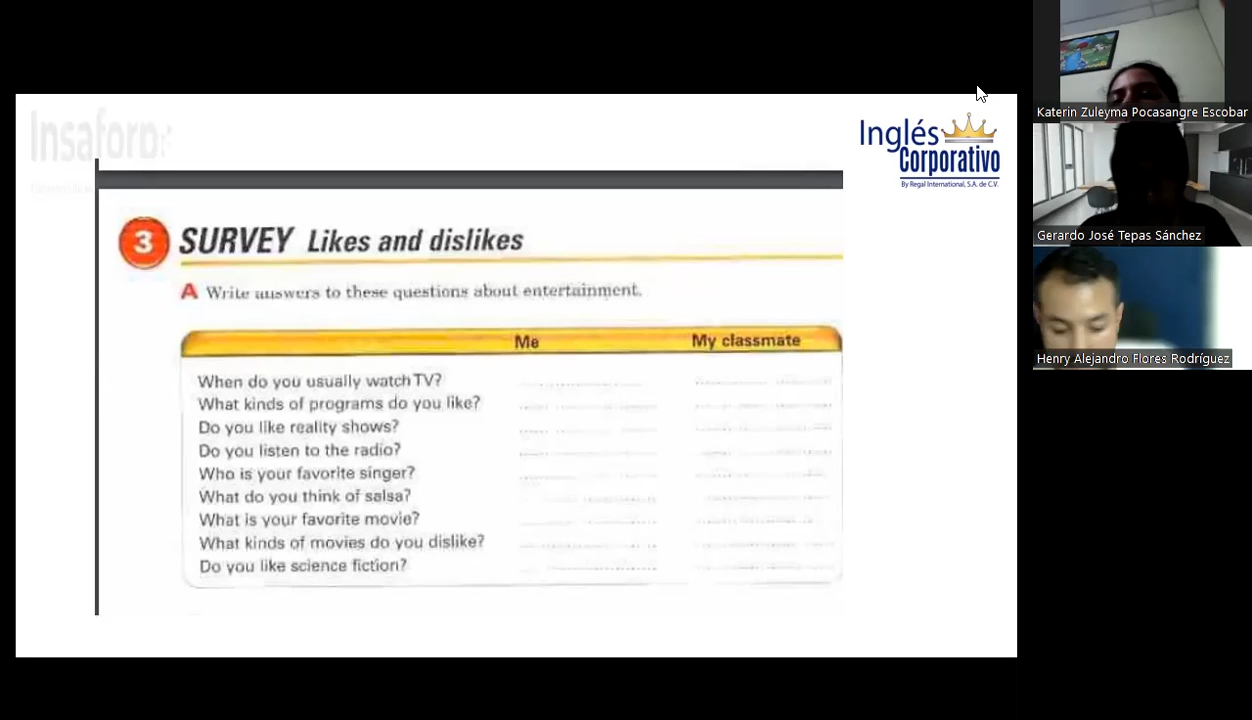 Insaforp
Inglés
Corporativo
By Regal International, S.A. de C.V.
3 SURVEY Likes and dislikes
A Write answers to these questions about entertainment.
Me My classmate
When do you usually watch TV?
What kinds of programs do you like?
Do you like reality shows?
Do you listen to the radio?
Who is your favorite singer?
What do you think of salsa?
What is your favorite movie?
What kinds of movies do you dislike?
Do you like science fiction?
Katerin Zuleyma Pocasangre Escobar
Gerardo José Tepas Sánchez
Henry Alejandro Flores Rodríguez